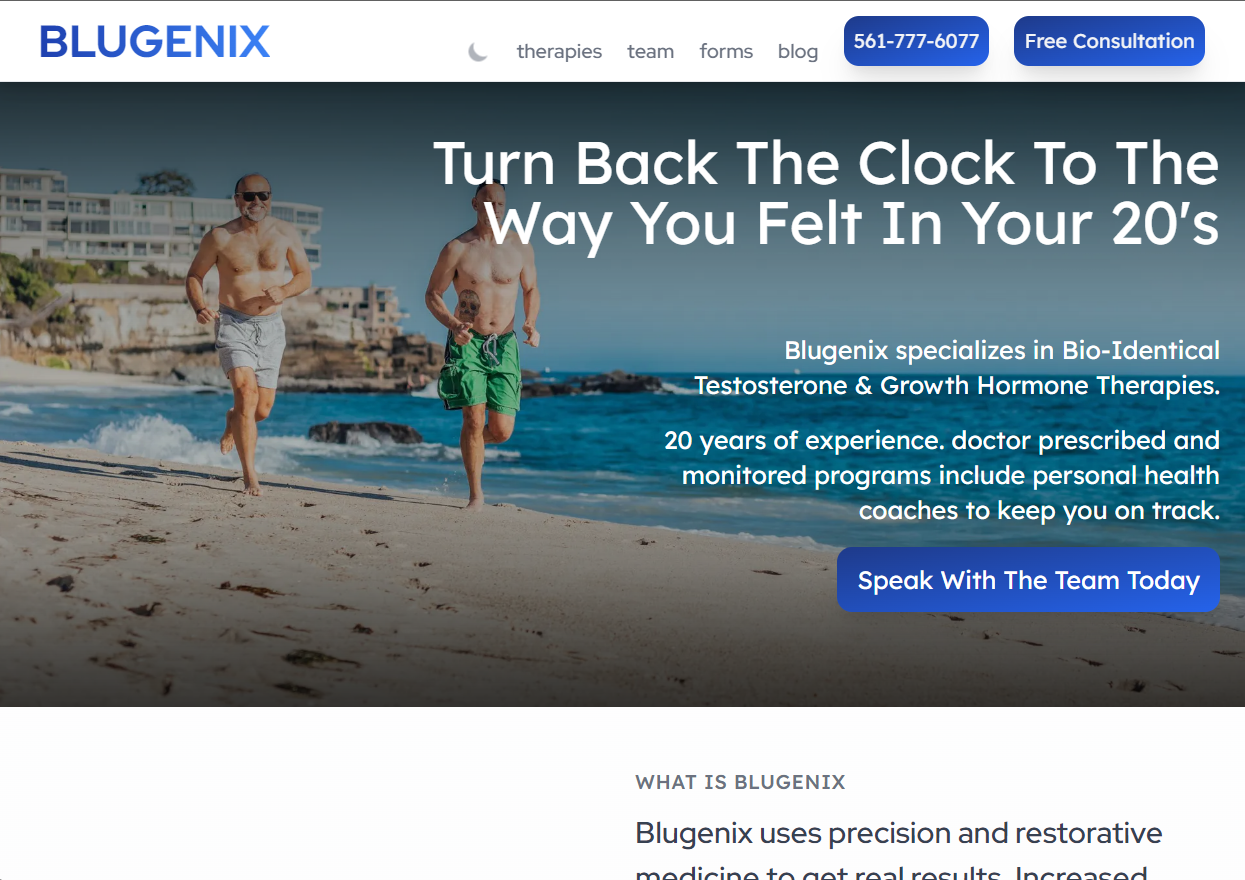 BLUGENIX
therapies team forms blog 561-777-6077 Free Consultation
Turn Back The Clock To The
Way You Felt In Your 20's
Blugenix specializes in Bio-Identical
Testosterone & Growth Hormone Therapies.
20 years of experience. doctor prescribed and
monitored programs include personal health
coaches to keep you on track.
Speak With The Team Today
WHAT IS BLUGENIX
Blugenix uses precision and restorative
medicine to get real results. Increased